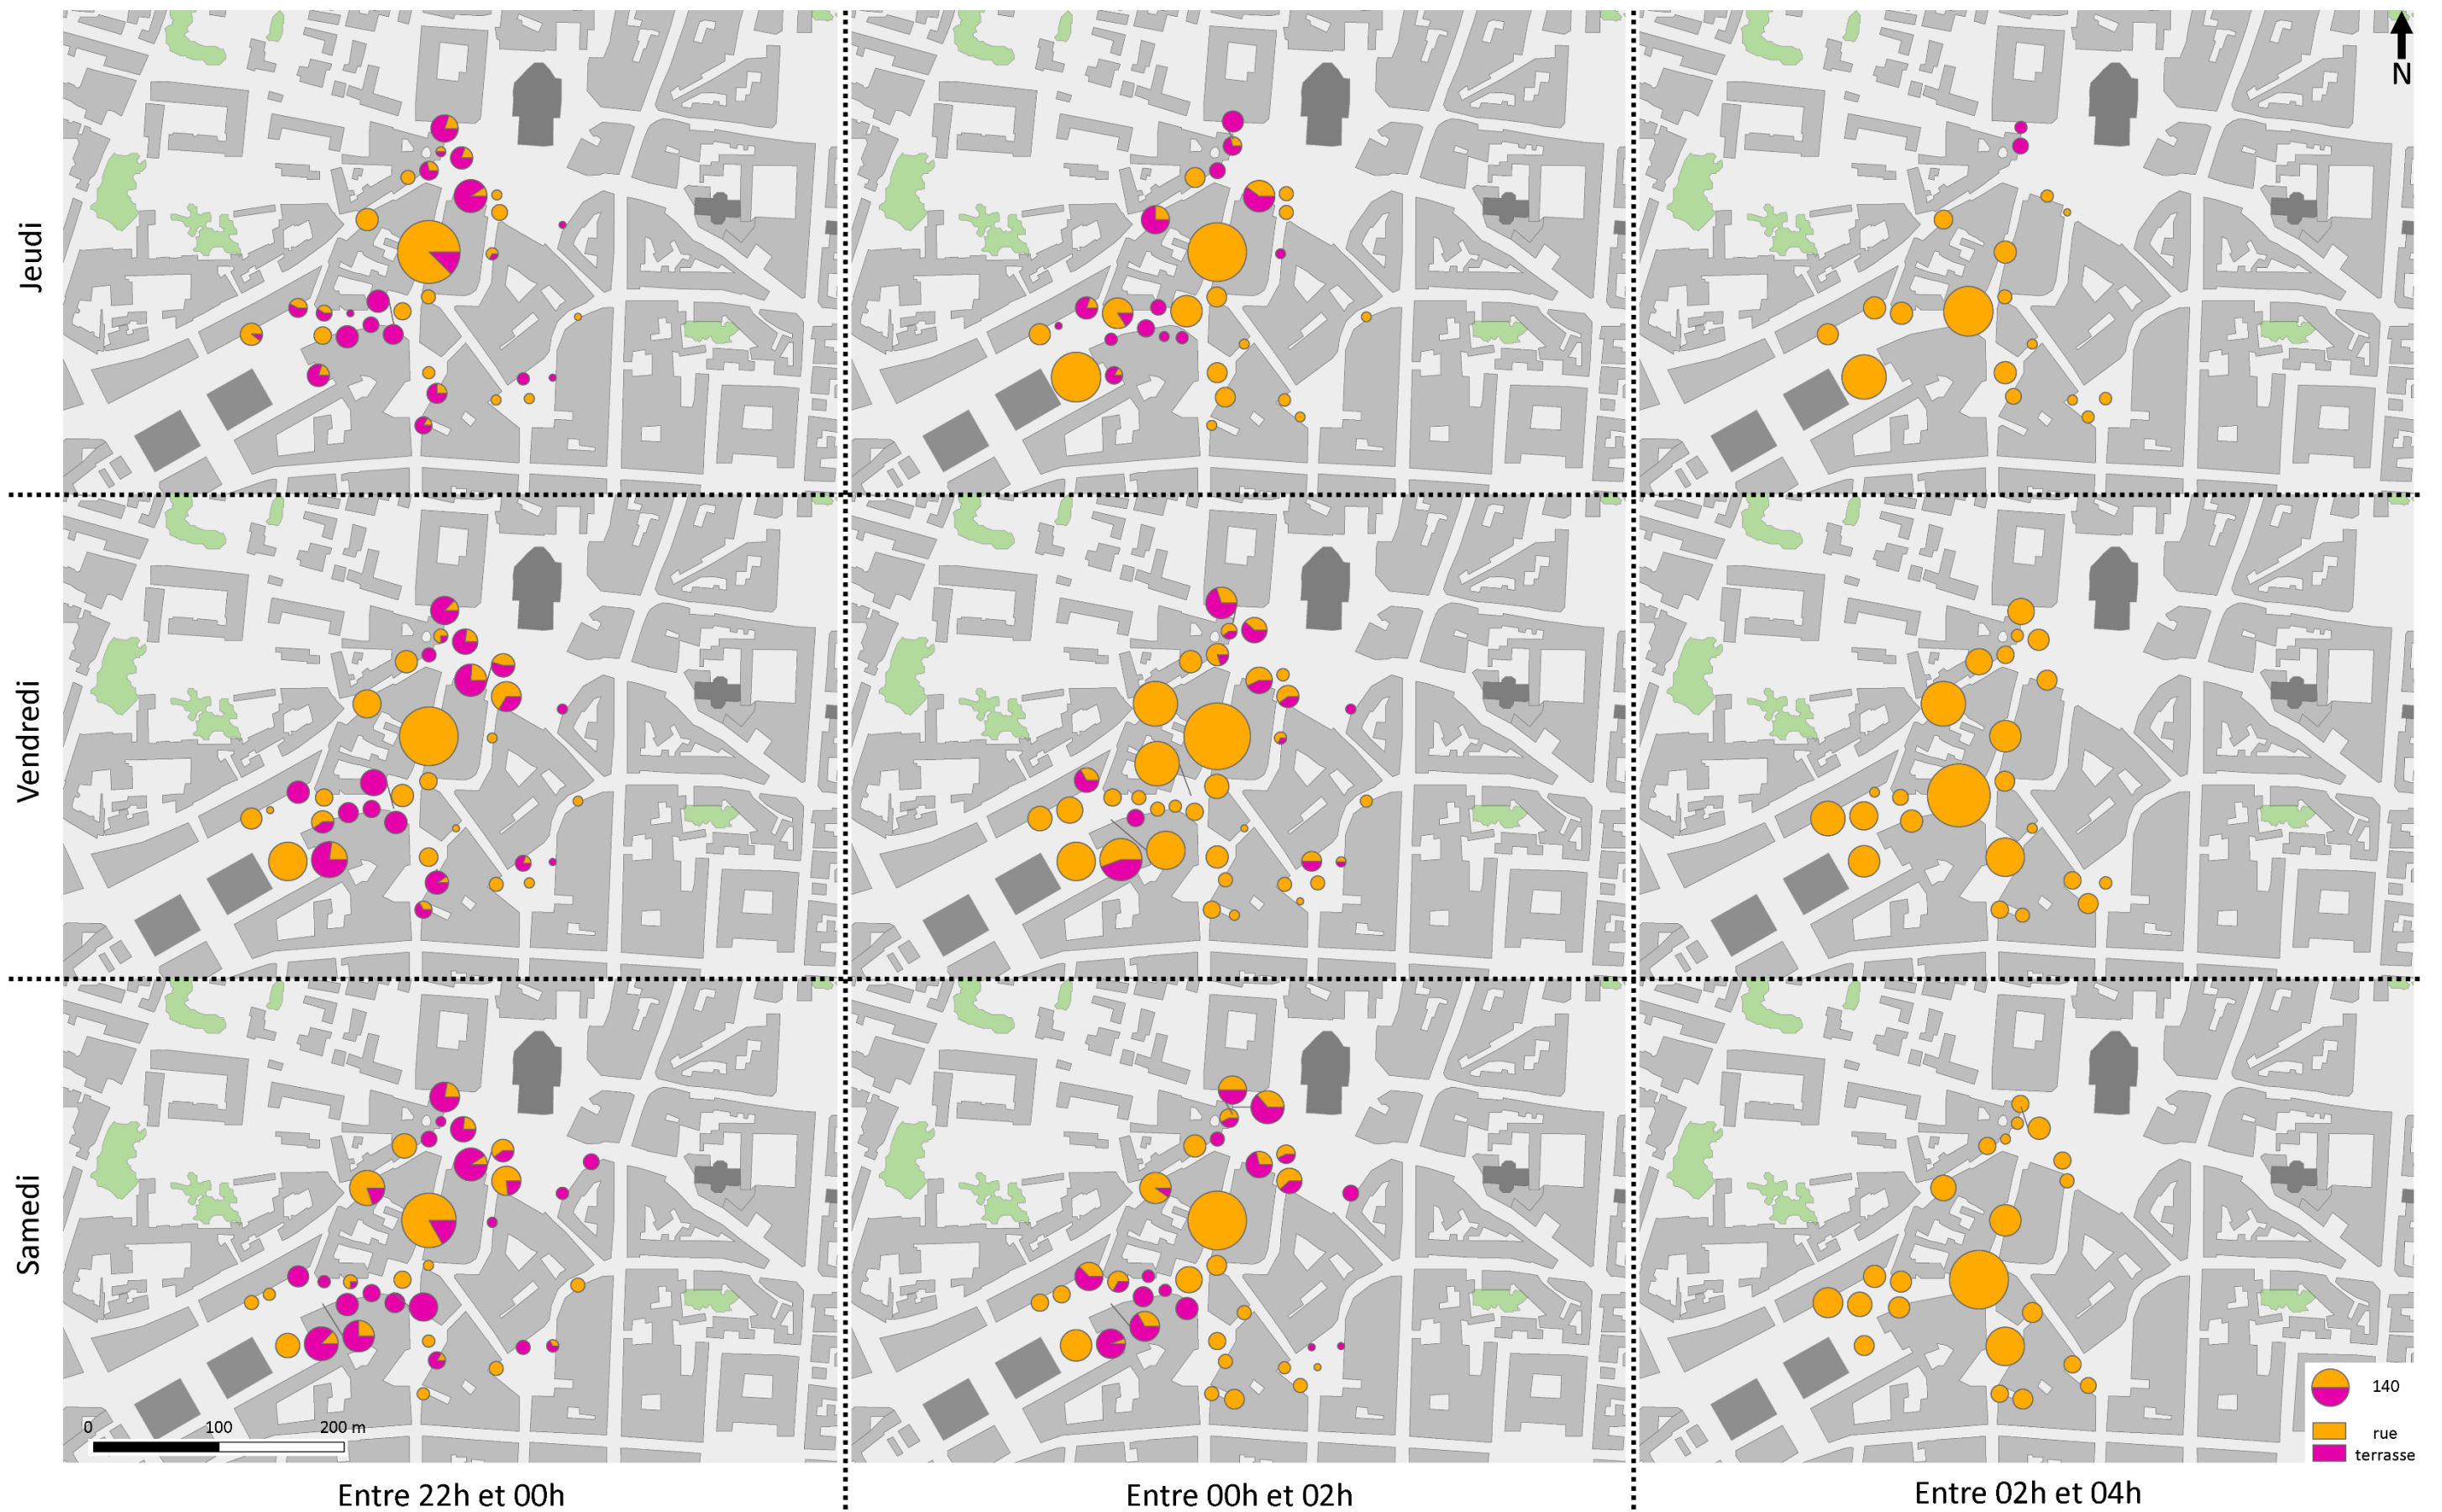 N
Jeudi
Vendredi
Samedi
0 100 200 m
140
rue
terrasse
Entre 22h et 00h
Entre 00h et 02h
Entre 02h et 04h